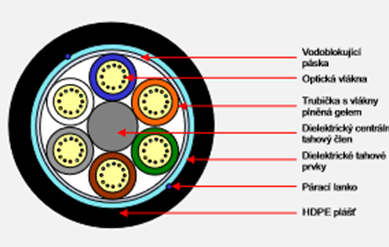 Vodoblokující
páska
Optická vlákna
Trubička s vlákny
plněná gelem
Dielektrický centrální
tahový člen
Dielektrické tahové
prvky
Párací lanko
HDPE plášť